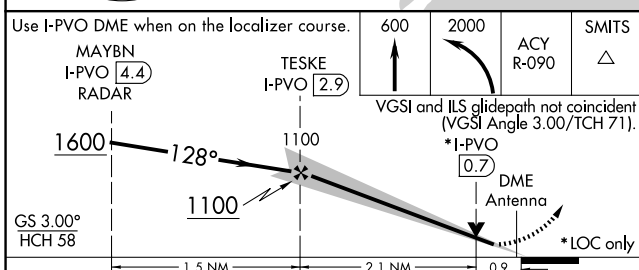 Use I-PVO DME when on the localizer course.
600
2000
ACY
R-090
SMITS
MAYBN
I-PVO 4.4
RADAR
TESKE
I-PVO 2.9
VGSI and ILS glidepath not coincident
(VGSI Angle 3.00/TCH 71).
1600
128°
1100
1100
*I-PVO
0.7
DME
Antenna
GS 3.00°
HCH 58
*LOC only
1.5 NM
2.1 NM
0.9